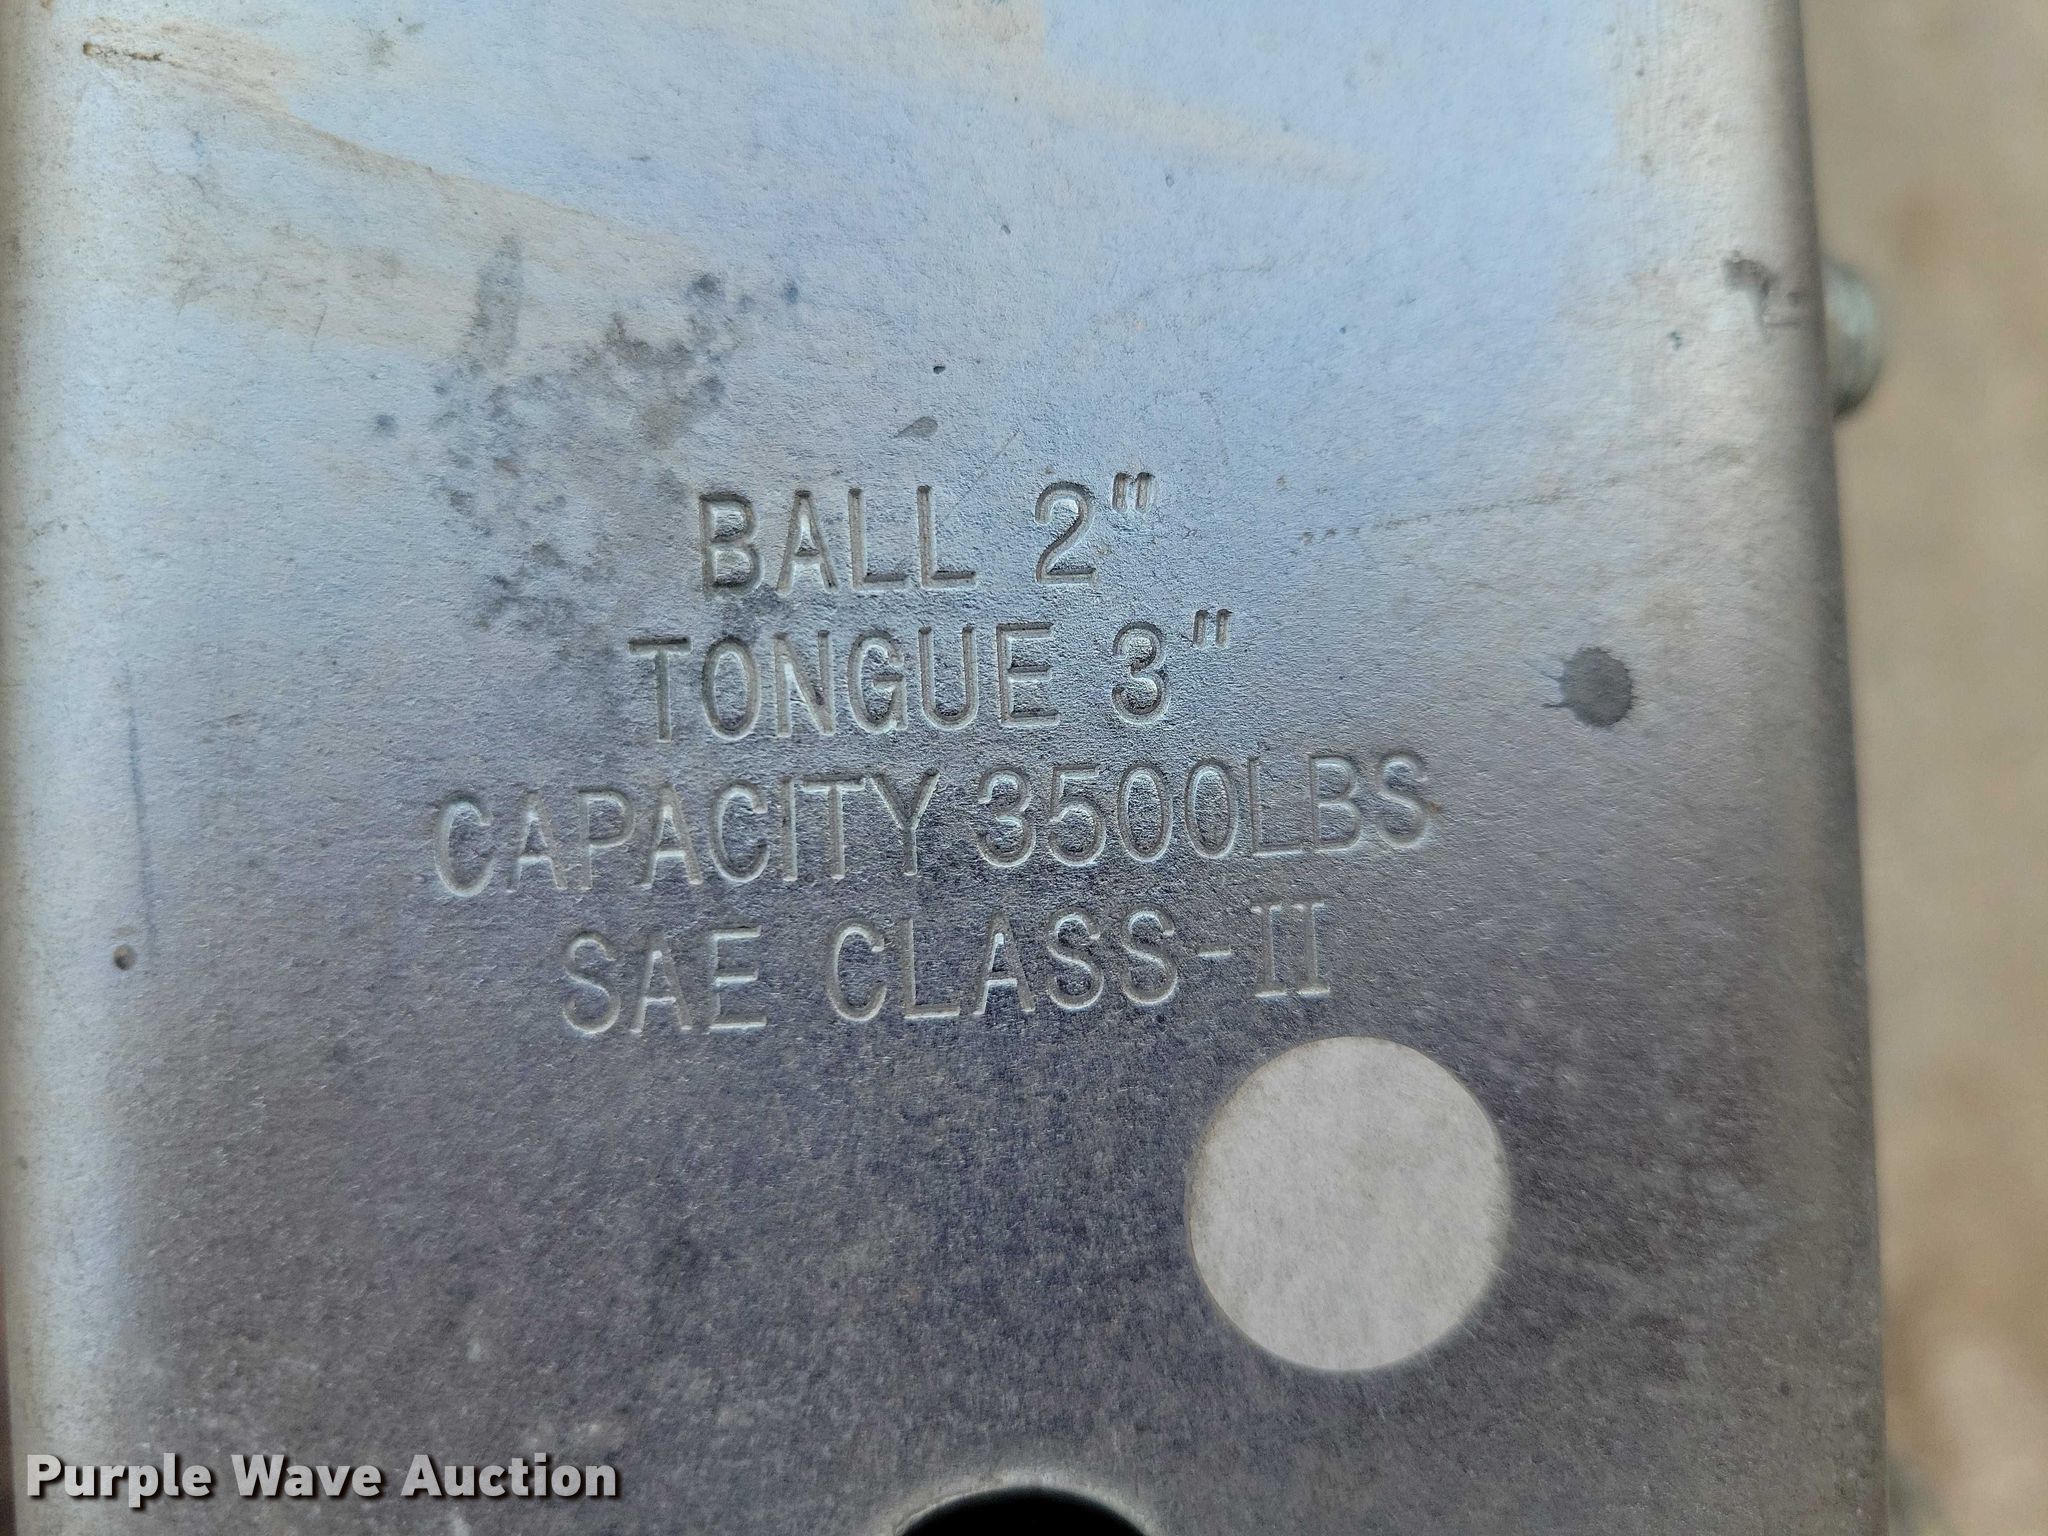 BALL 2"
TONGUE 3"
CAPACITY 3500LBS
SAE CLASS-II
Purple Wave Auction